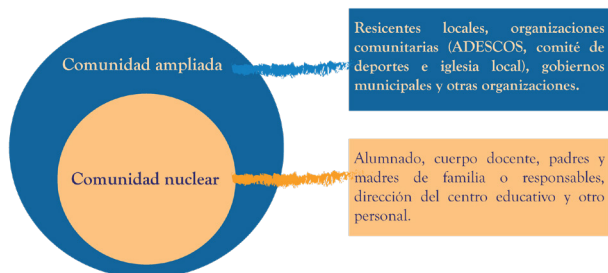 Comunidad ampliada
Resicentes locales, organizaciones
comunitarias (ADESCOS, comité de
deportes e iglesia local), gobiernos
municipales y otras organizaciones.
Comunidad nuclear
Alumnado, cuerpo docente, padres y
madres de familia o responsables,
dirección del centro educativo y otro
personal.